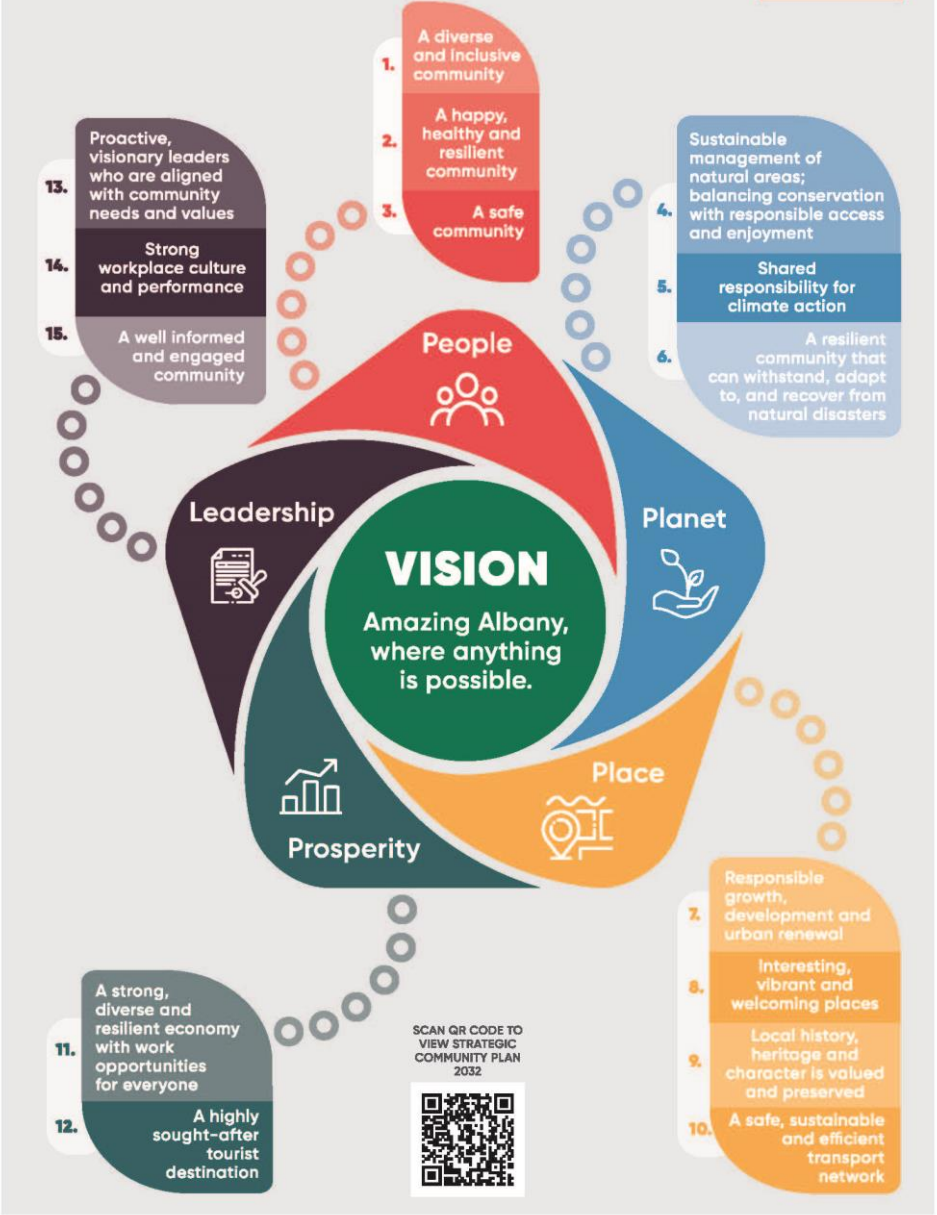 1.
A diverse
and inclusive
community
2.
A happy,
healthy and
resilient
community
3.
A safe
community
13.
Proactive,
visionary leaders
who are aligned
with community
needs and values
14.
Strong
workplace culture
and performance
15.
A well informed
and engaged
community
4.
Sustainable
management of
natural areas;
balancing conservation
with responsible access
and enjoyment
5.
Shared
responsibility for
climate action
6.
A resilient
community that
can withstand, adapt
to, and recover from
natural disasters
People
Leadership
Planet
VISION
Amazing Albany,
where anything
is possible.
Place
Prosperity
7.
Responsible
growth,
development and
urban renewal
8.
Interesting,
vibrant and
welcoming places
9.
Local history,
heritage and
character is valued
and preserved
10.
A safe, sustainable
and efficient
transport
network
11.
A strong,
diverse and
resilient economy
with work
opportunities
for everyone
12.
A highly
sought-after
tourist
destination
SCAN QR CODE TO
VIEW STRATEGIC
COMMUNITY PLAN
2032